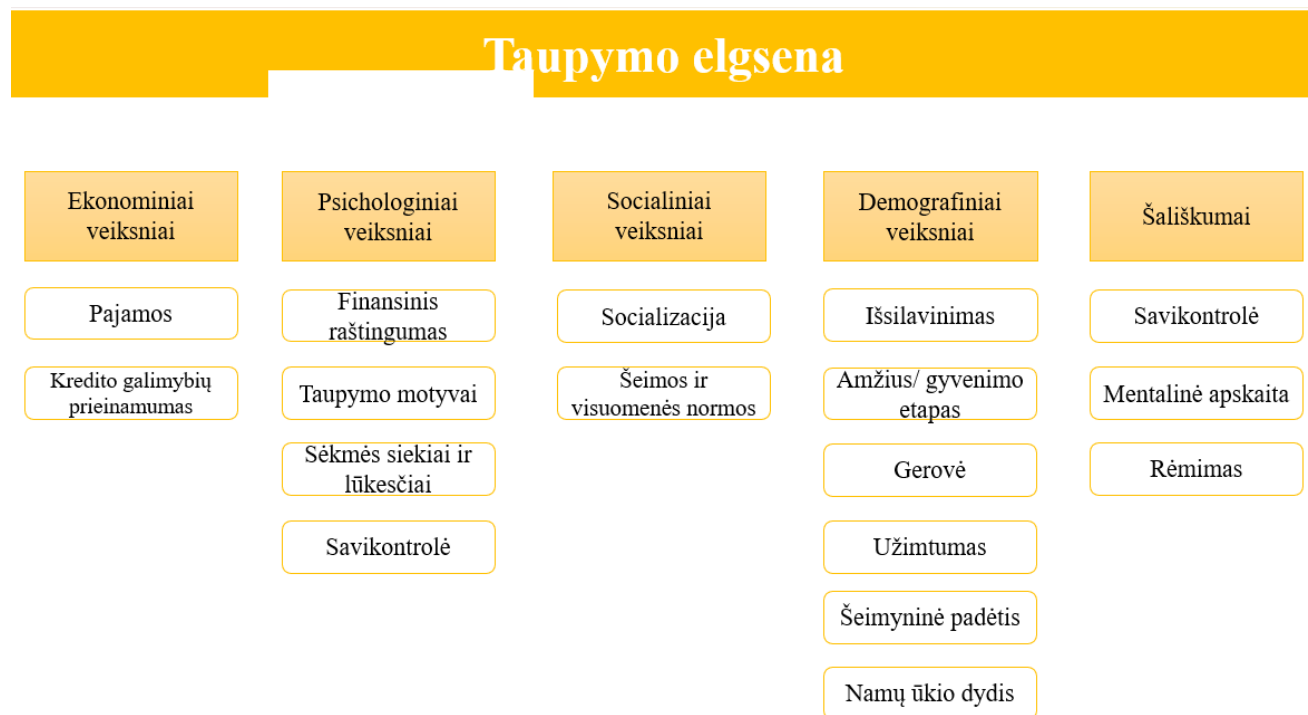 Taupymo elgsena
Ekonominiai
veiksniai
Pajamos
Kredito galimybių
prieinamumas
Psichologiniai
veiksniai
Finansinis
raštingumas
Taupymo motyvai
Sėkmės siekiai ir
lūkesčiai
Savikontrolė
Socialiniai
veiksniai
Socializacija
Šeimos ir
visuomenės normos
Demografiniai
veiksniai
Išsilavinimas
Amžius/ gyvenimo
etapas
Gerovė
Užimtumas
Šeimyninė padėtis
Namų ūkio dydis
Šališkumai
Savikontrolė
Mentalinė apskaita
Rėmimas